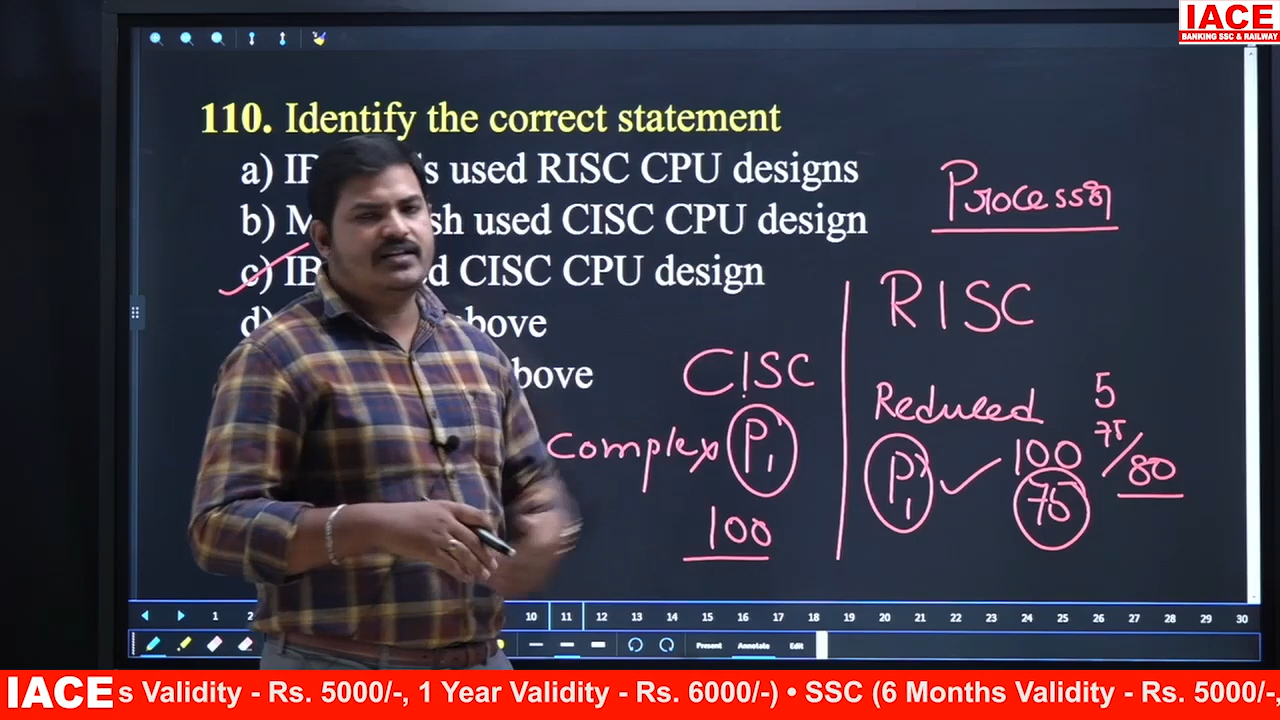 IACE
BANKING SSC & RAILWAY
110. Identify the correct statement
a) IB s used RISC CPU designs
b) M sh used CISC CPU design
c) IB d CISC CPU design
d) bove
bove
Processor
CISC
Complex P1
100
RISC
Reduced
P1 100
75
5
75/80
1 2 10 11 12 13 14 15 16 17 18 19 20 21 22 23 24 25 26 27 28 29 30
Present Annotate Edit
IACE s Validity - Rs. 5000/-, 1 Year Validity - Rs. 6000/-) • SSC (6 Months Validity - Rs. 5000/-,